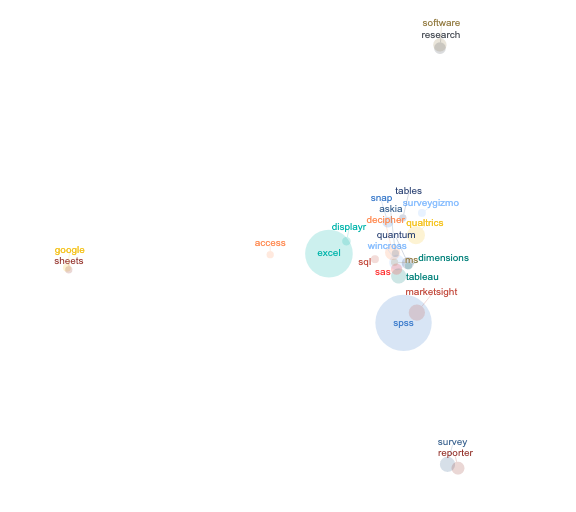 software
research
tables
snap
surveygizmo
askia
decipher
qualtrics
displayr
quantum
access
wincross
google
excel
dimensions
sheets
sql
ms
sas
tableau
marketsight
spss
survey
reporter